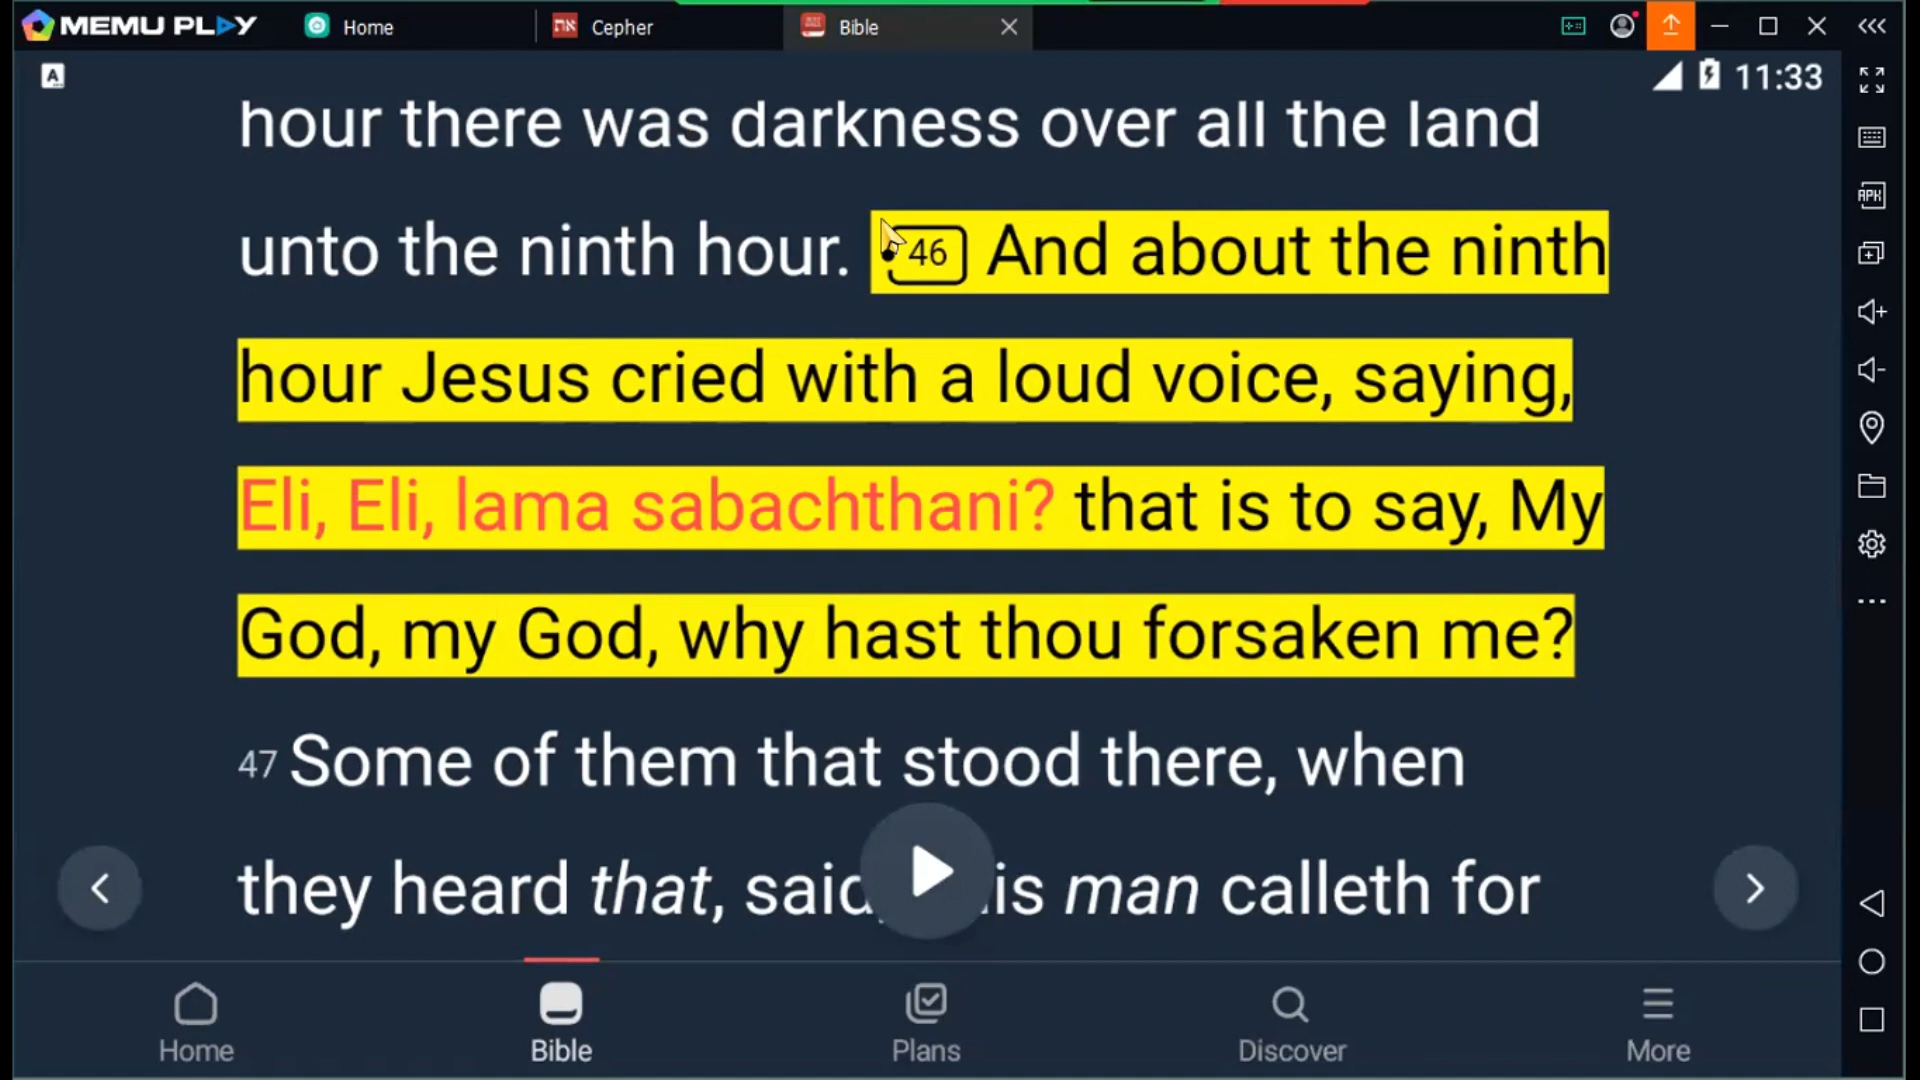 MEMU PLAY Home Cepher Bible
A 11:33
hour there was darkness over all the land
unto the ninth hour. 46 And about the ninth
hour Jesus cried with a loud voice, saying,
Eli, Eli, lama sabachthani? that is to say, My
God, my God, why hast thou forsaken me?
47 Some of them that stood there, when
they heard that, said, is man calleth for
Home Bible Plans Discover More
APK